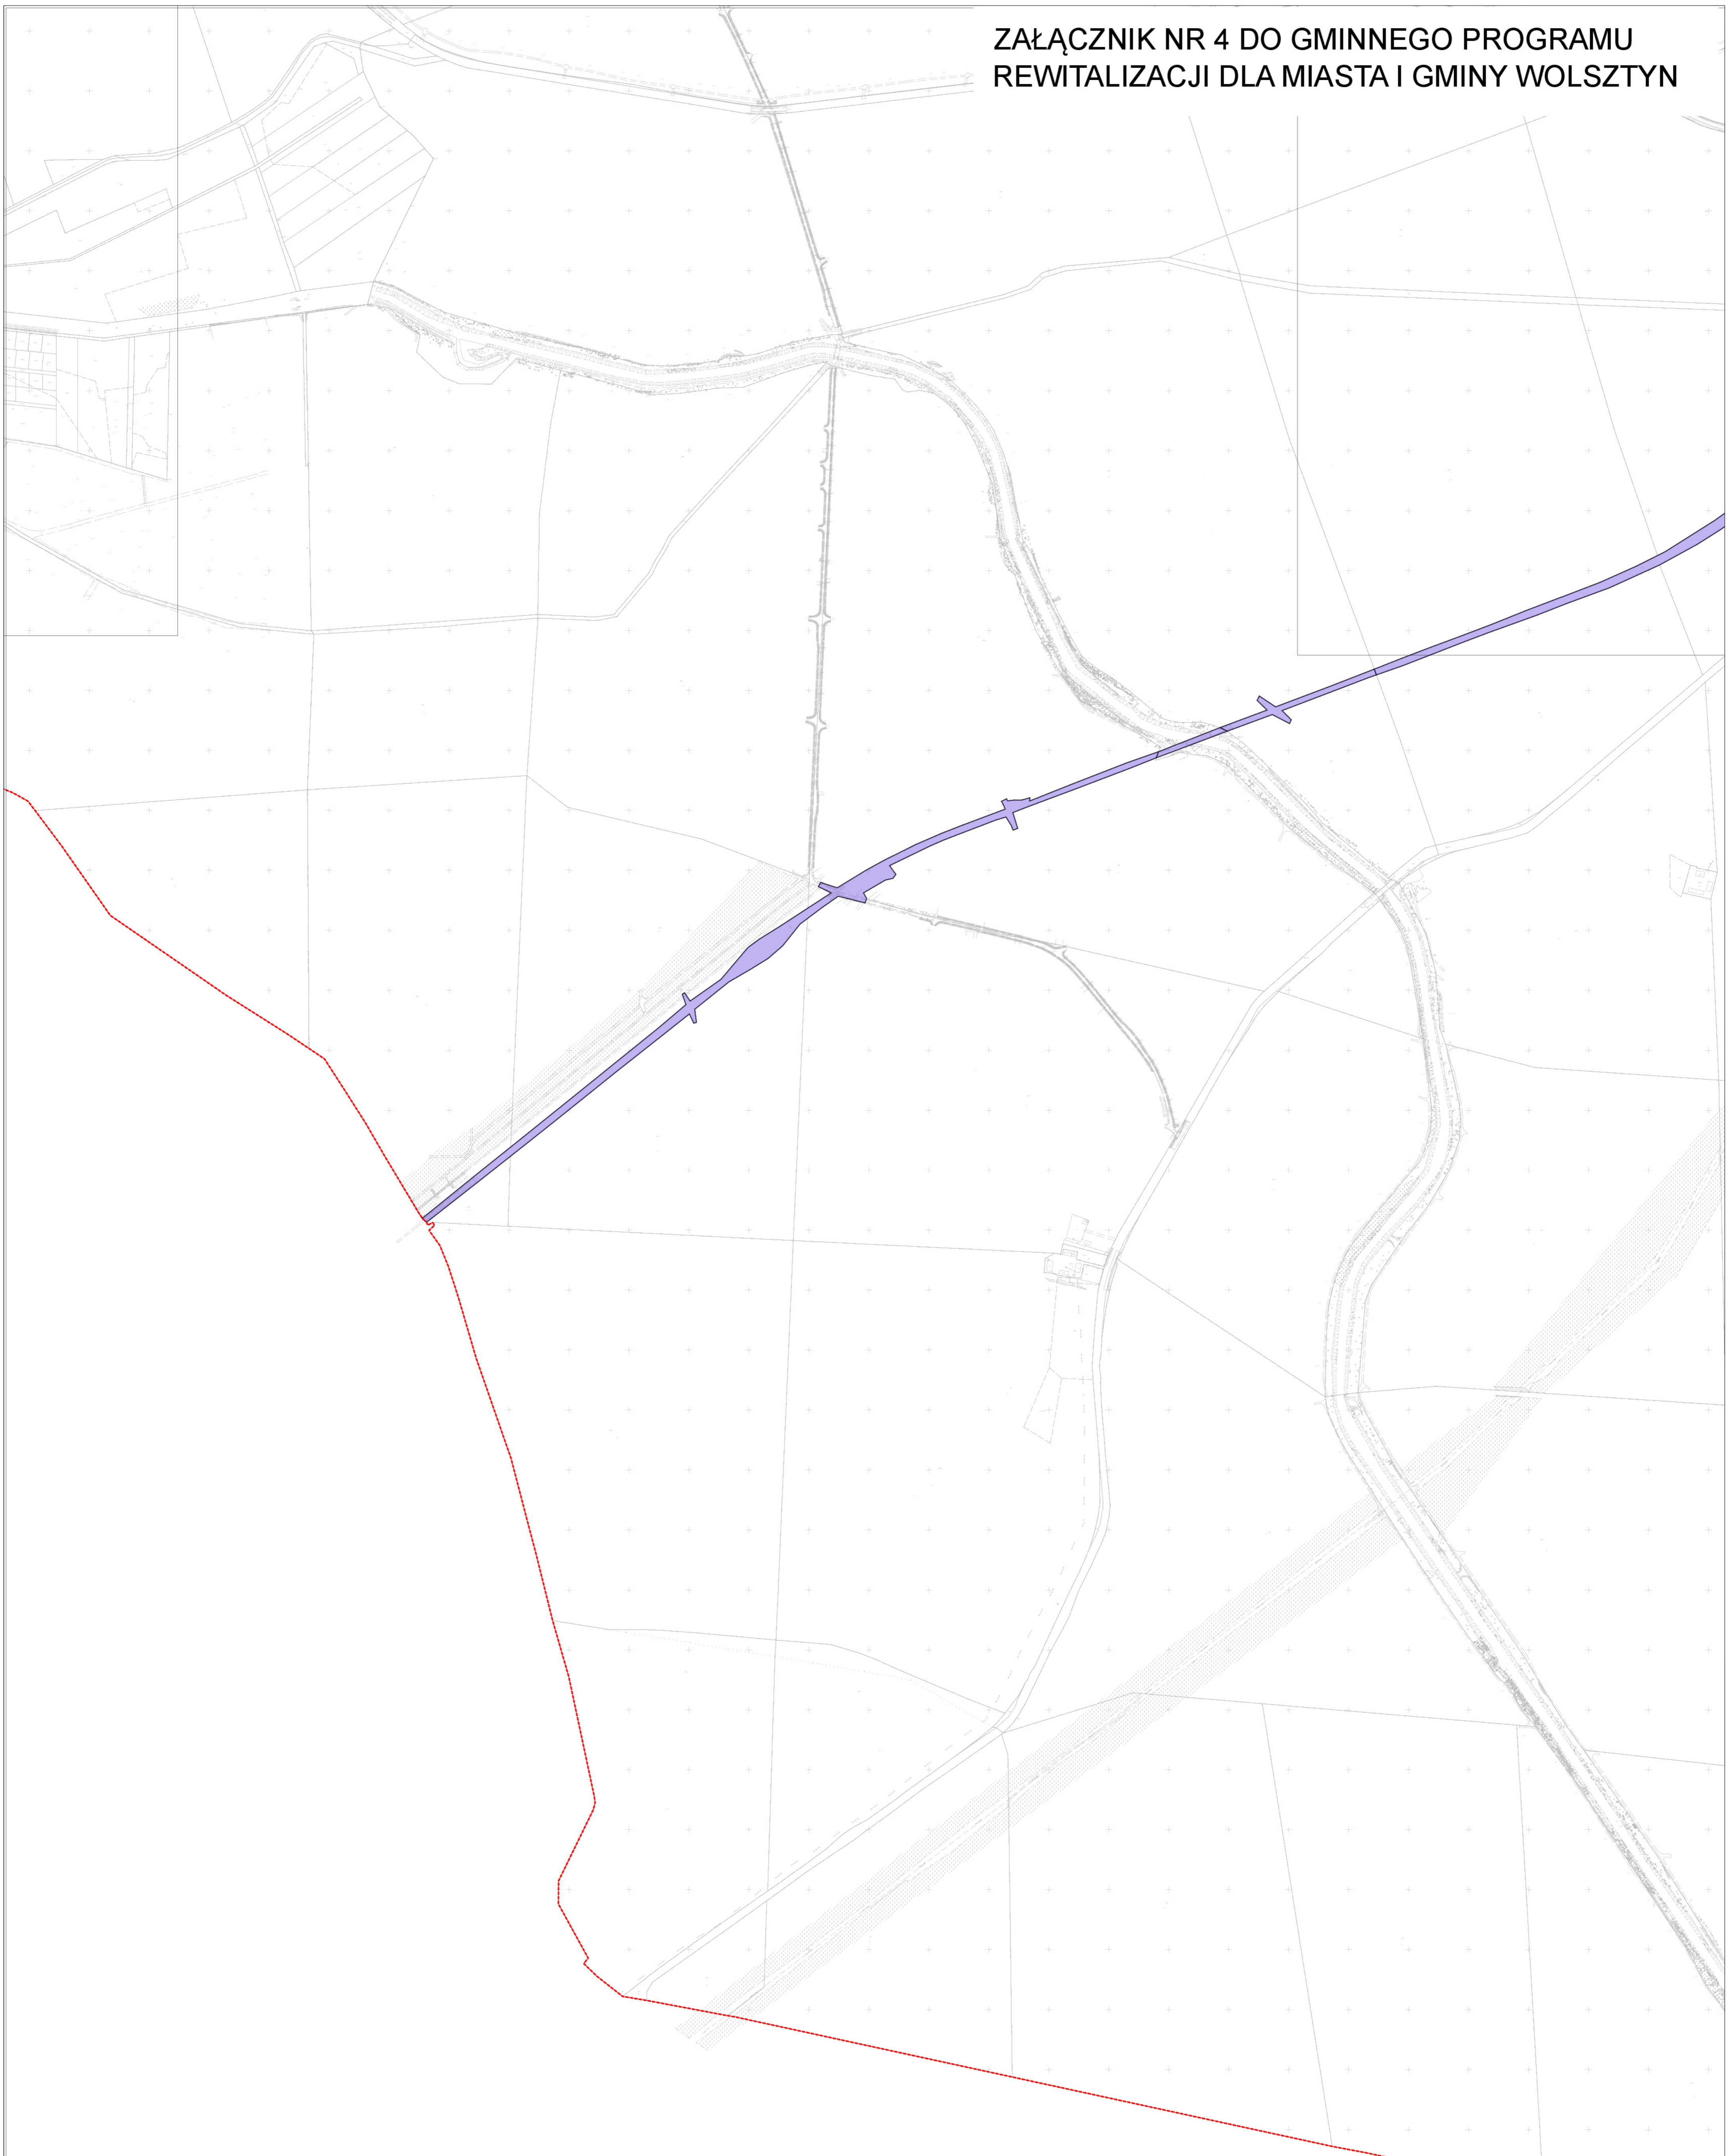 ZAŁĄCZNIK NR 4 DO GMINNEGO PROGRAMU
REWITALIZACJI DLA MIASTA I GMINY WOLSZTYN